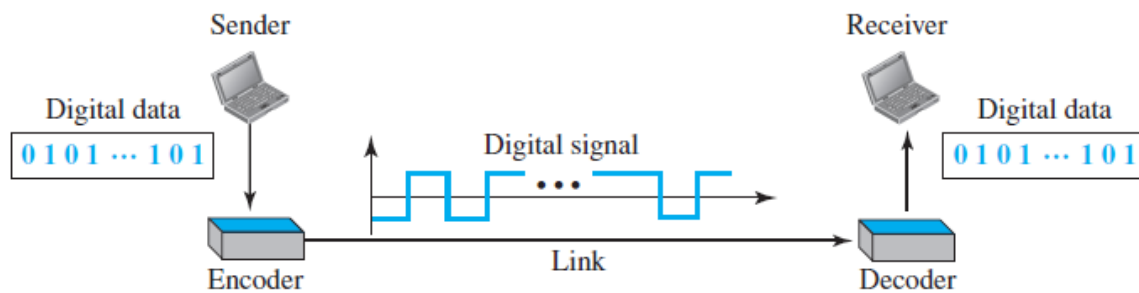 Sender
Receiver
Digital data
Digital signal
Digital data
0 1 0 1 ··· 1 0 1
•••
0 1 0 1 ··· 1 0 1
Link
Encoder
Decoder